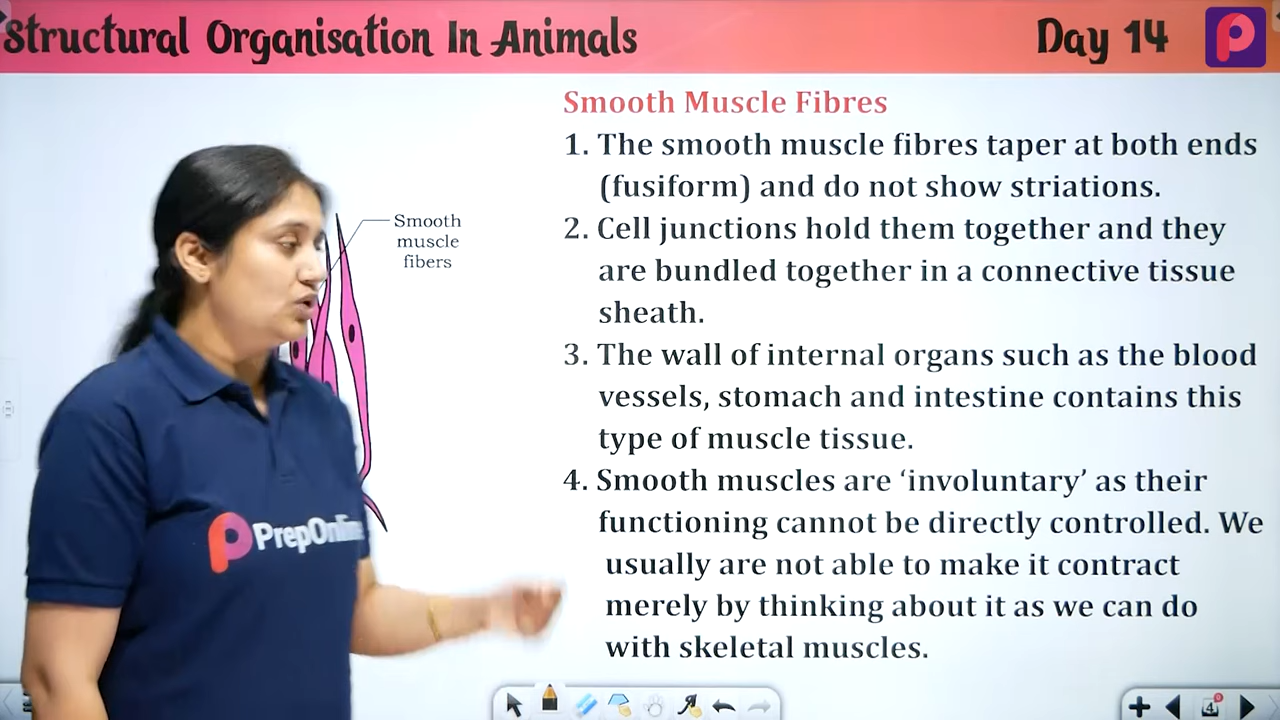 Structural Organisation In Animals
Day 14
Smooth Muscle Fibres
1. The smooth muscle fibres taper at both ends
(fusiform) and do not show striations.
2. Cell junctions hold them together and they
are bundled together in a connective tissue
sheath.
3. The wall of internal organs such as the blood
vessels, stomach and intestine contains this
type of muscle tissue.
4. Smooth muscles are ‘involuntary’ as their
functioning cannot be directly controlled. We
usually are not able to make it contract
merely by thinking about it as we can do
with skeletal muscles.
Smooth
muscle
fibers
PrepOnline
4